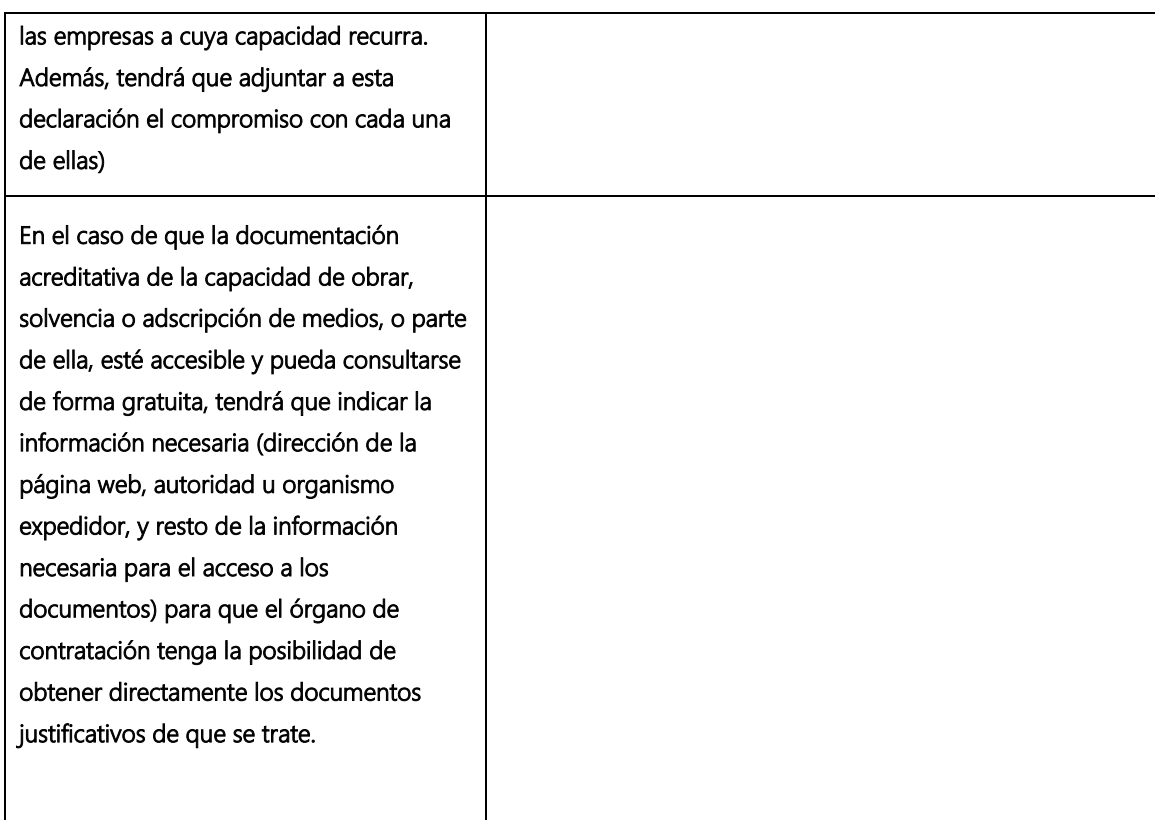 las empresas a cuya capacidad recurra.
Además, tendrá que adjuntar a esta
declaración el compromiso con cada una
de ellas)
En el caso de que la documentación
acreditativa de la capacidad de obrar,
solvencia o adscripción de medios, o parte
de ella, esté accesible y pueda consultarse
de forma gratuita, tendrá que indicar la
información necesaria (dirección de la
página web, autoridad u organismo
expedidor, y resto de la información
necesaria para el acceso a los
documentos) para que el órgano de
contratación tenga la posibilidad de
obtener directamente los documentos
justificativos de que se trate.